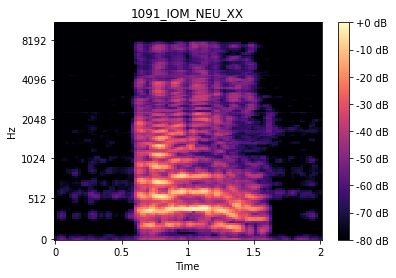 1091_IOM_NEU_XX
Hz
8192
4096
2048
1024
512
0
0
0.5
1
1.5
2
Time
+0 dB
-10 dB
-20 dB
-30 dB
-40 dB
-50 dB
-60 dB
-70 dB
-80 dB